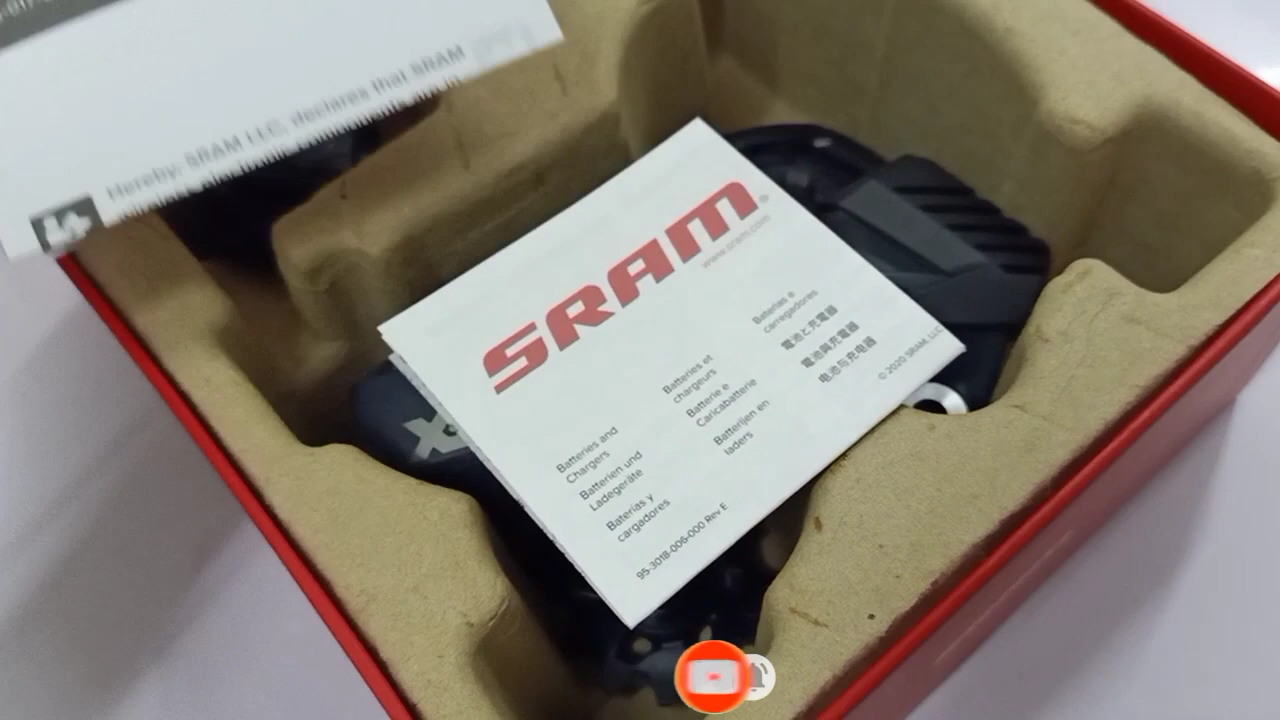 Hereby, SRAM LLC, declares that SRAM
SRAM®
www.sram.com
Batteries and
Chargers
Batterien und
Ladegeräte
Baterías y
cargadores
Batteries et
chargeurs
Batterie e
Caricabatterie
Batterijen en
laders
Baterias e
carregadores
電池と充電器
電池與充電器
电池与充电器
95-3018-006-000 Rev E
© 2020 SRAM, LLC
X